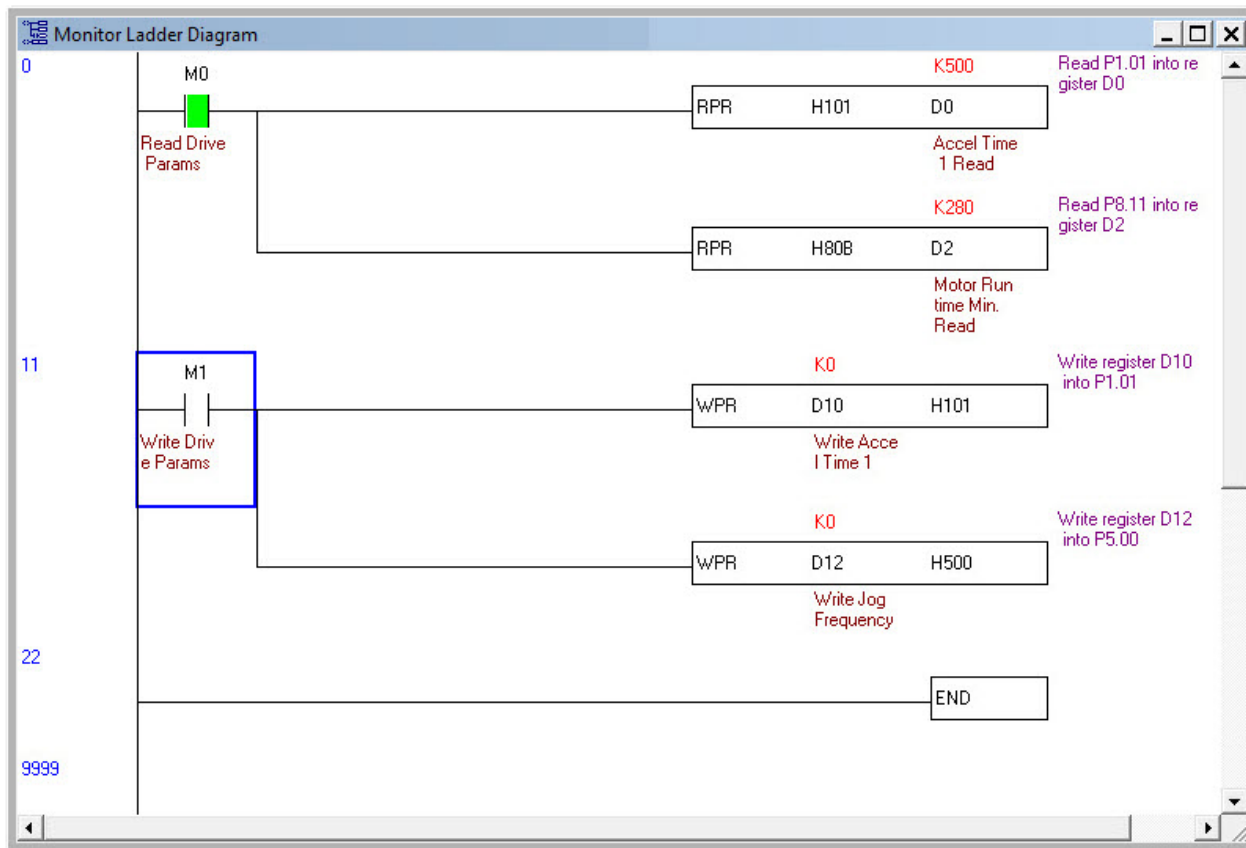 Monitor Ladder Diagram
0
M0
Read Drive
Params
K500
RPR H101 D0
Accel Time
1 Read
Read P1.01 into re
gister D0
K280
RPR H80B D2
Motor Run
time Min.
Read
Read P8.11 into re
gister D2
11
M1
Write Driv
e Params
K0
WPR D10 H101
Write Acce
l Time 1
Write register D10
into P1.01
K0
WPR D12 H500
Write Jog
Frequency
Write register D12
into P5.00
22
END
9999